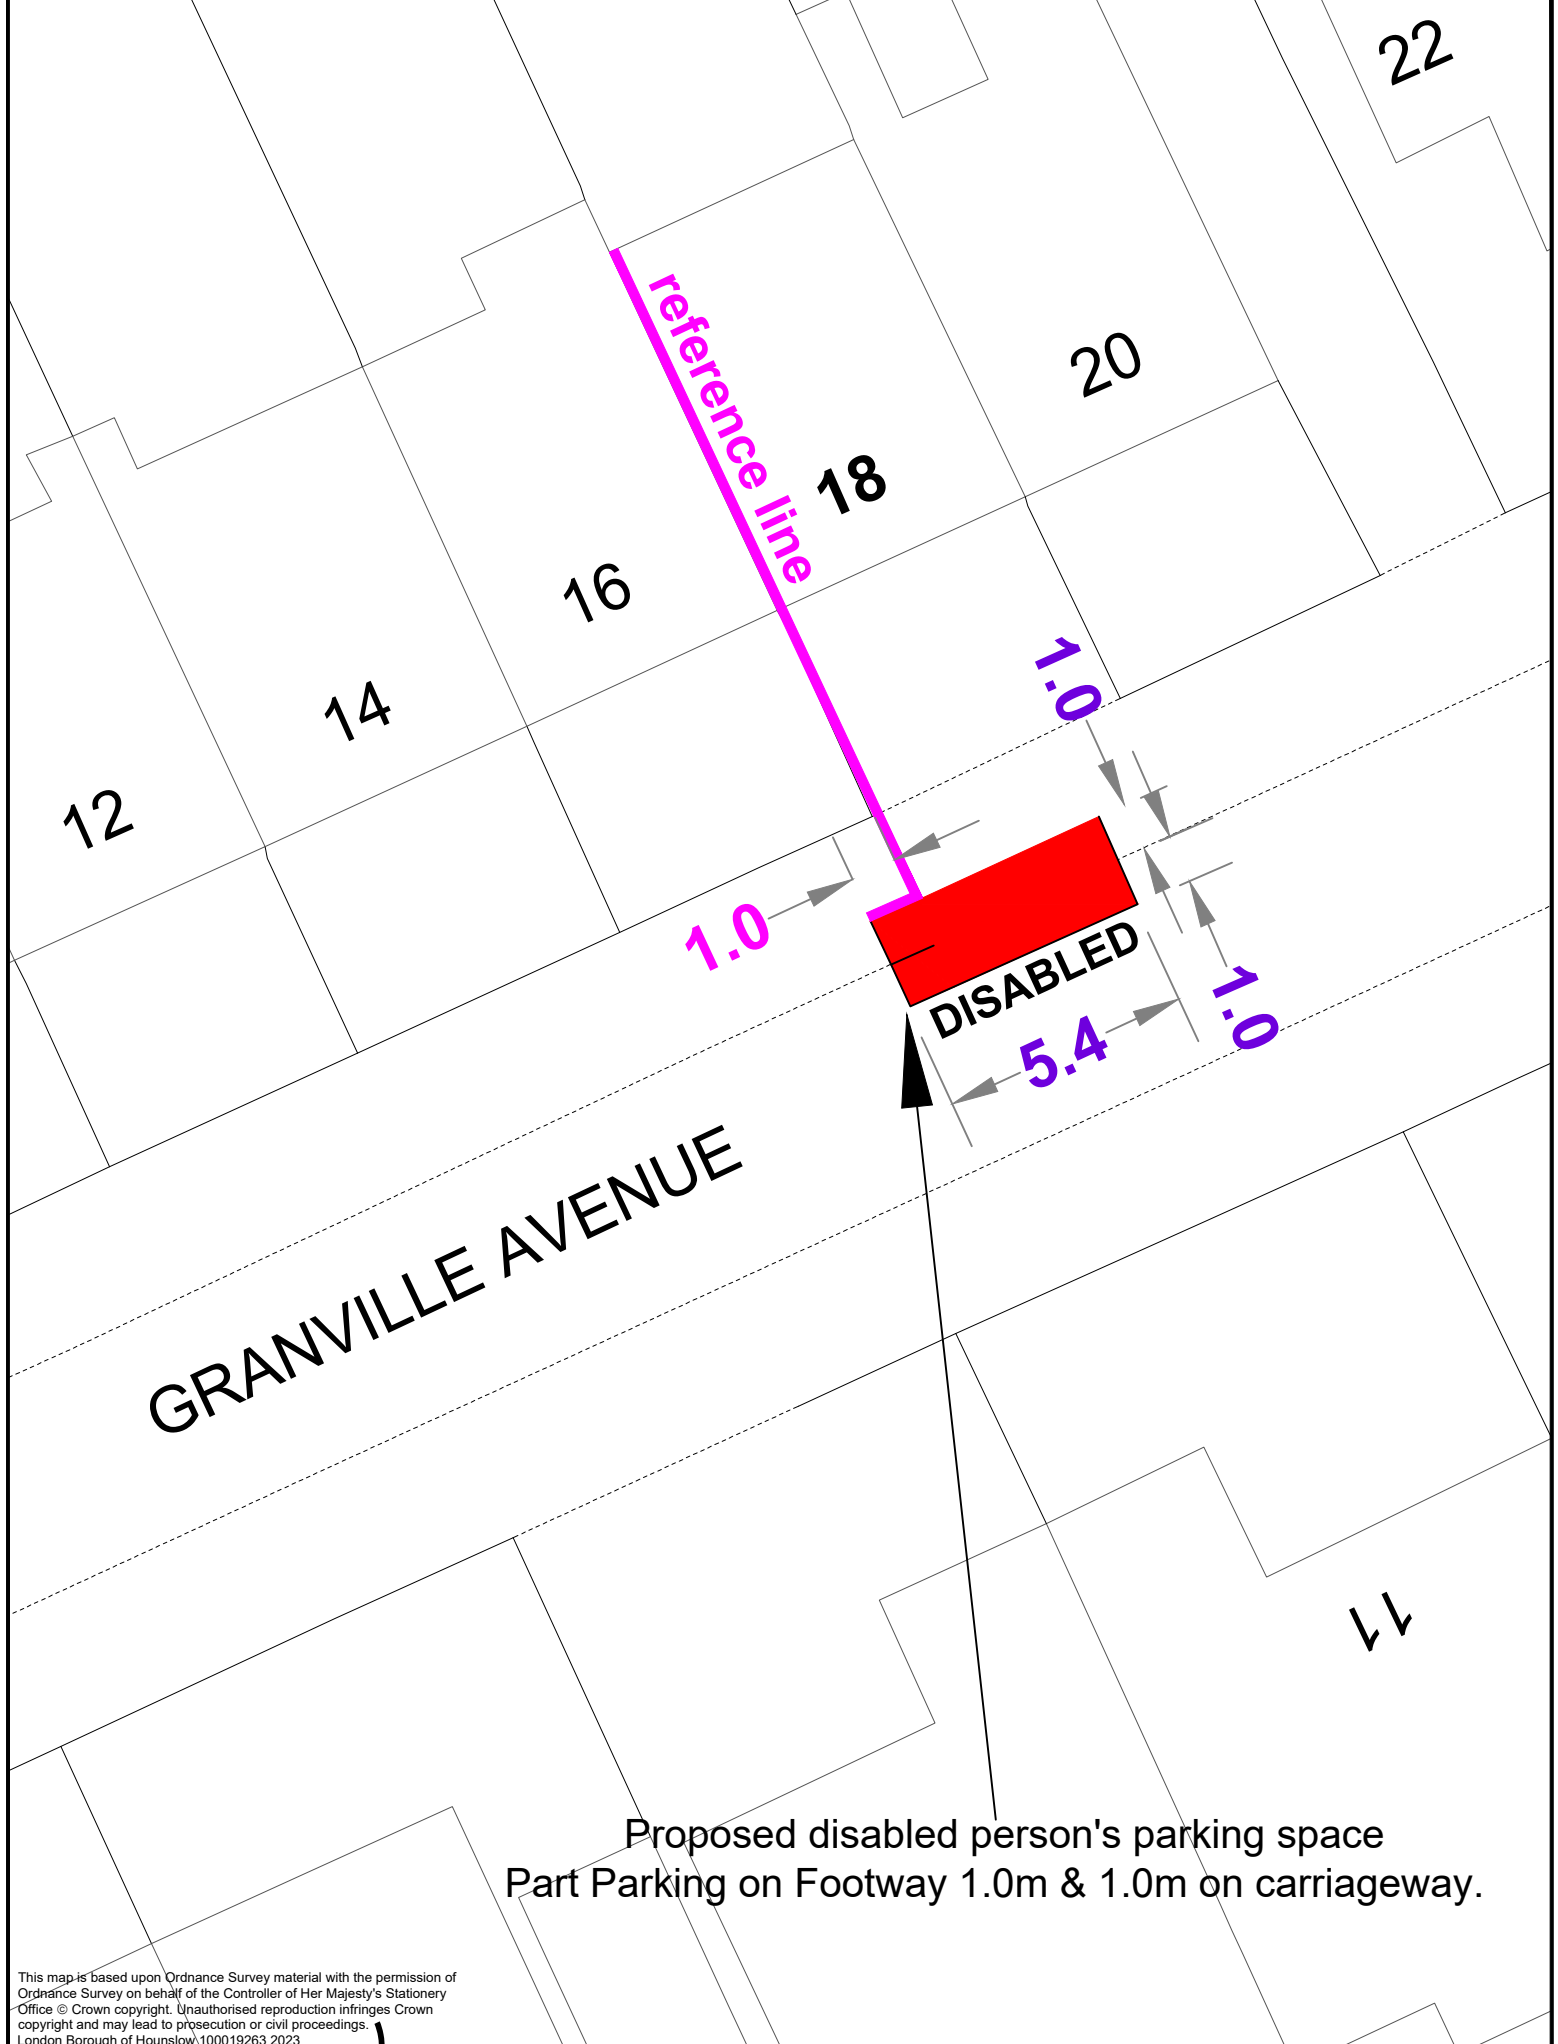 22
20
reference line
18
16
14
12
1.0
1.0
DISABLED
5.4
1.0
GRANVILLE AVENUE
11
Proposed disabled person's parking space
Part Parking on Footway 1.0m & 1.0m on carriageway.
This map is based upon Ordnance Survey material with the permission of
Ordnance Survey on behalf of the Controller of Her Majesty's Stationery
Office © Crown copyright. Unauthorised reproduction infringes Crown
copyright and may lead to prosecution or civil proceedings.
London Borough of Hounslow 100019263 2023